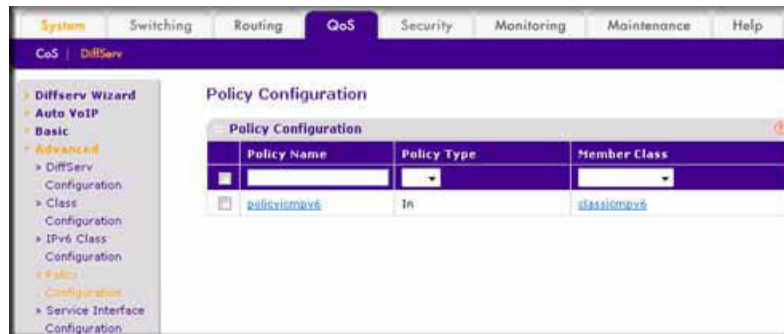 System Switching Routing QoS Security Monitoring Maintenance Help
CoS | DiffServ
Diffserv Wizard
Auto VoIP
Basic
Advanced
» DiffServ
Configuration
» Class
Configuration
» IPv6 Class
Configuration
» Policy
Configuration
» Service Interface
Configuration
Policy Configuration
Policy Configuration
Policy Name Policy Type Member Class
policyicmpv6 In classicmpv6